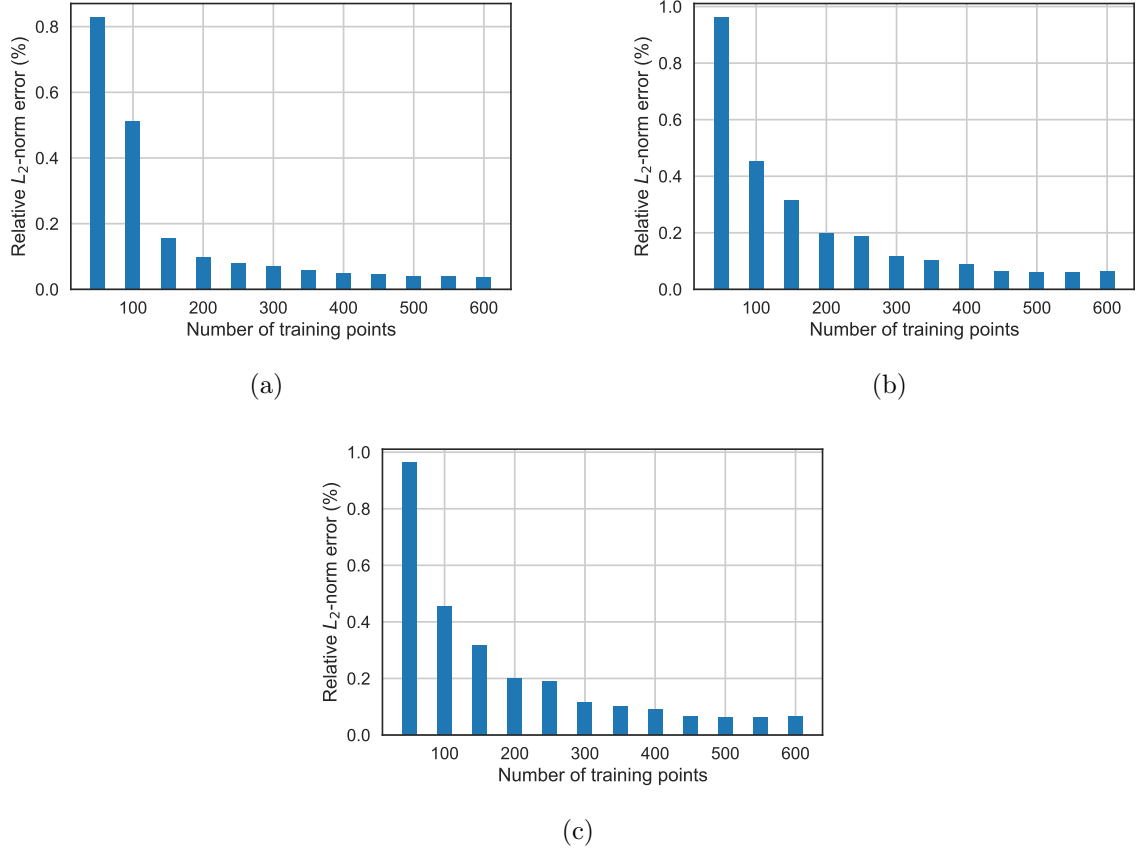 Relative L₂-norm error (%)
0.8
0.6
0.4
0.2
0.0
100 200 300 400 500 600
Number of training points
(a)
Relative L₂-norm error (%)
1.0
0.8
0.6
0.4
0.2
0.0
100 200 300 400 500 600
Number of training points
(b)
Relative L₂-norm error (%)
1.0
0.8
0.6
0.4
0.2
0.0
100 200 300 400 500 600
Number of training points
(c)